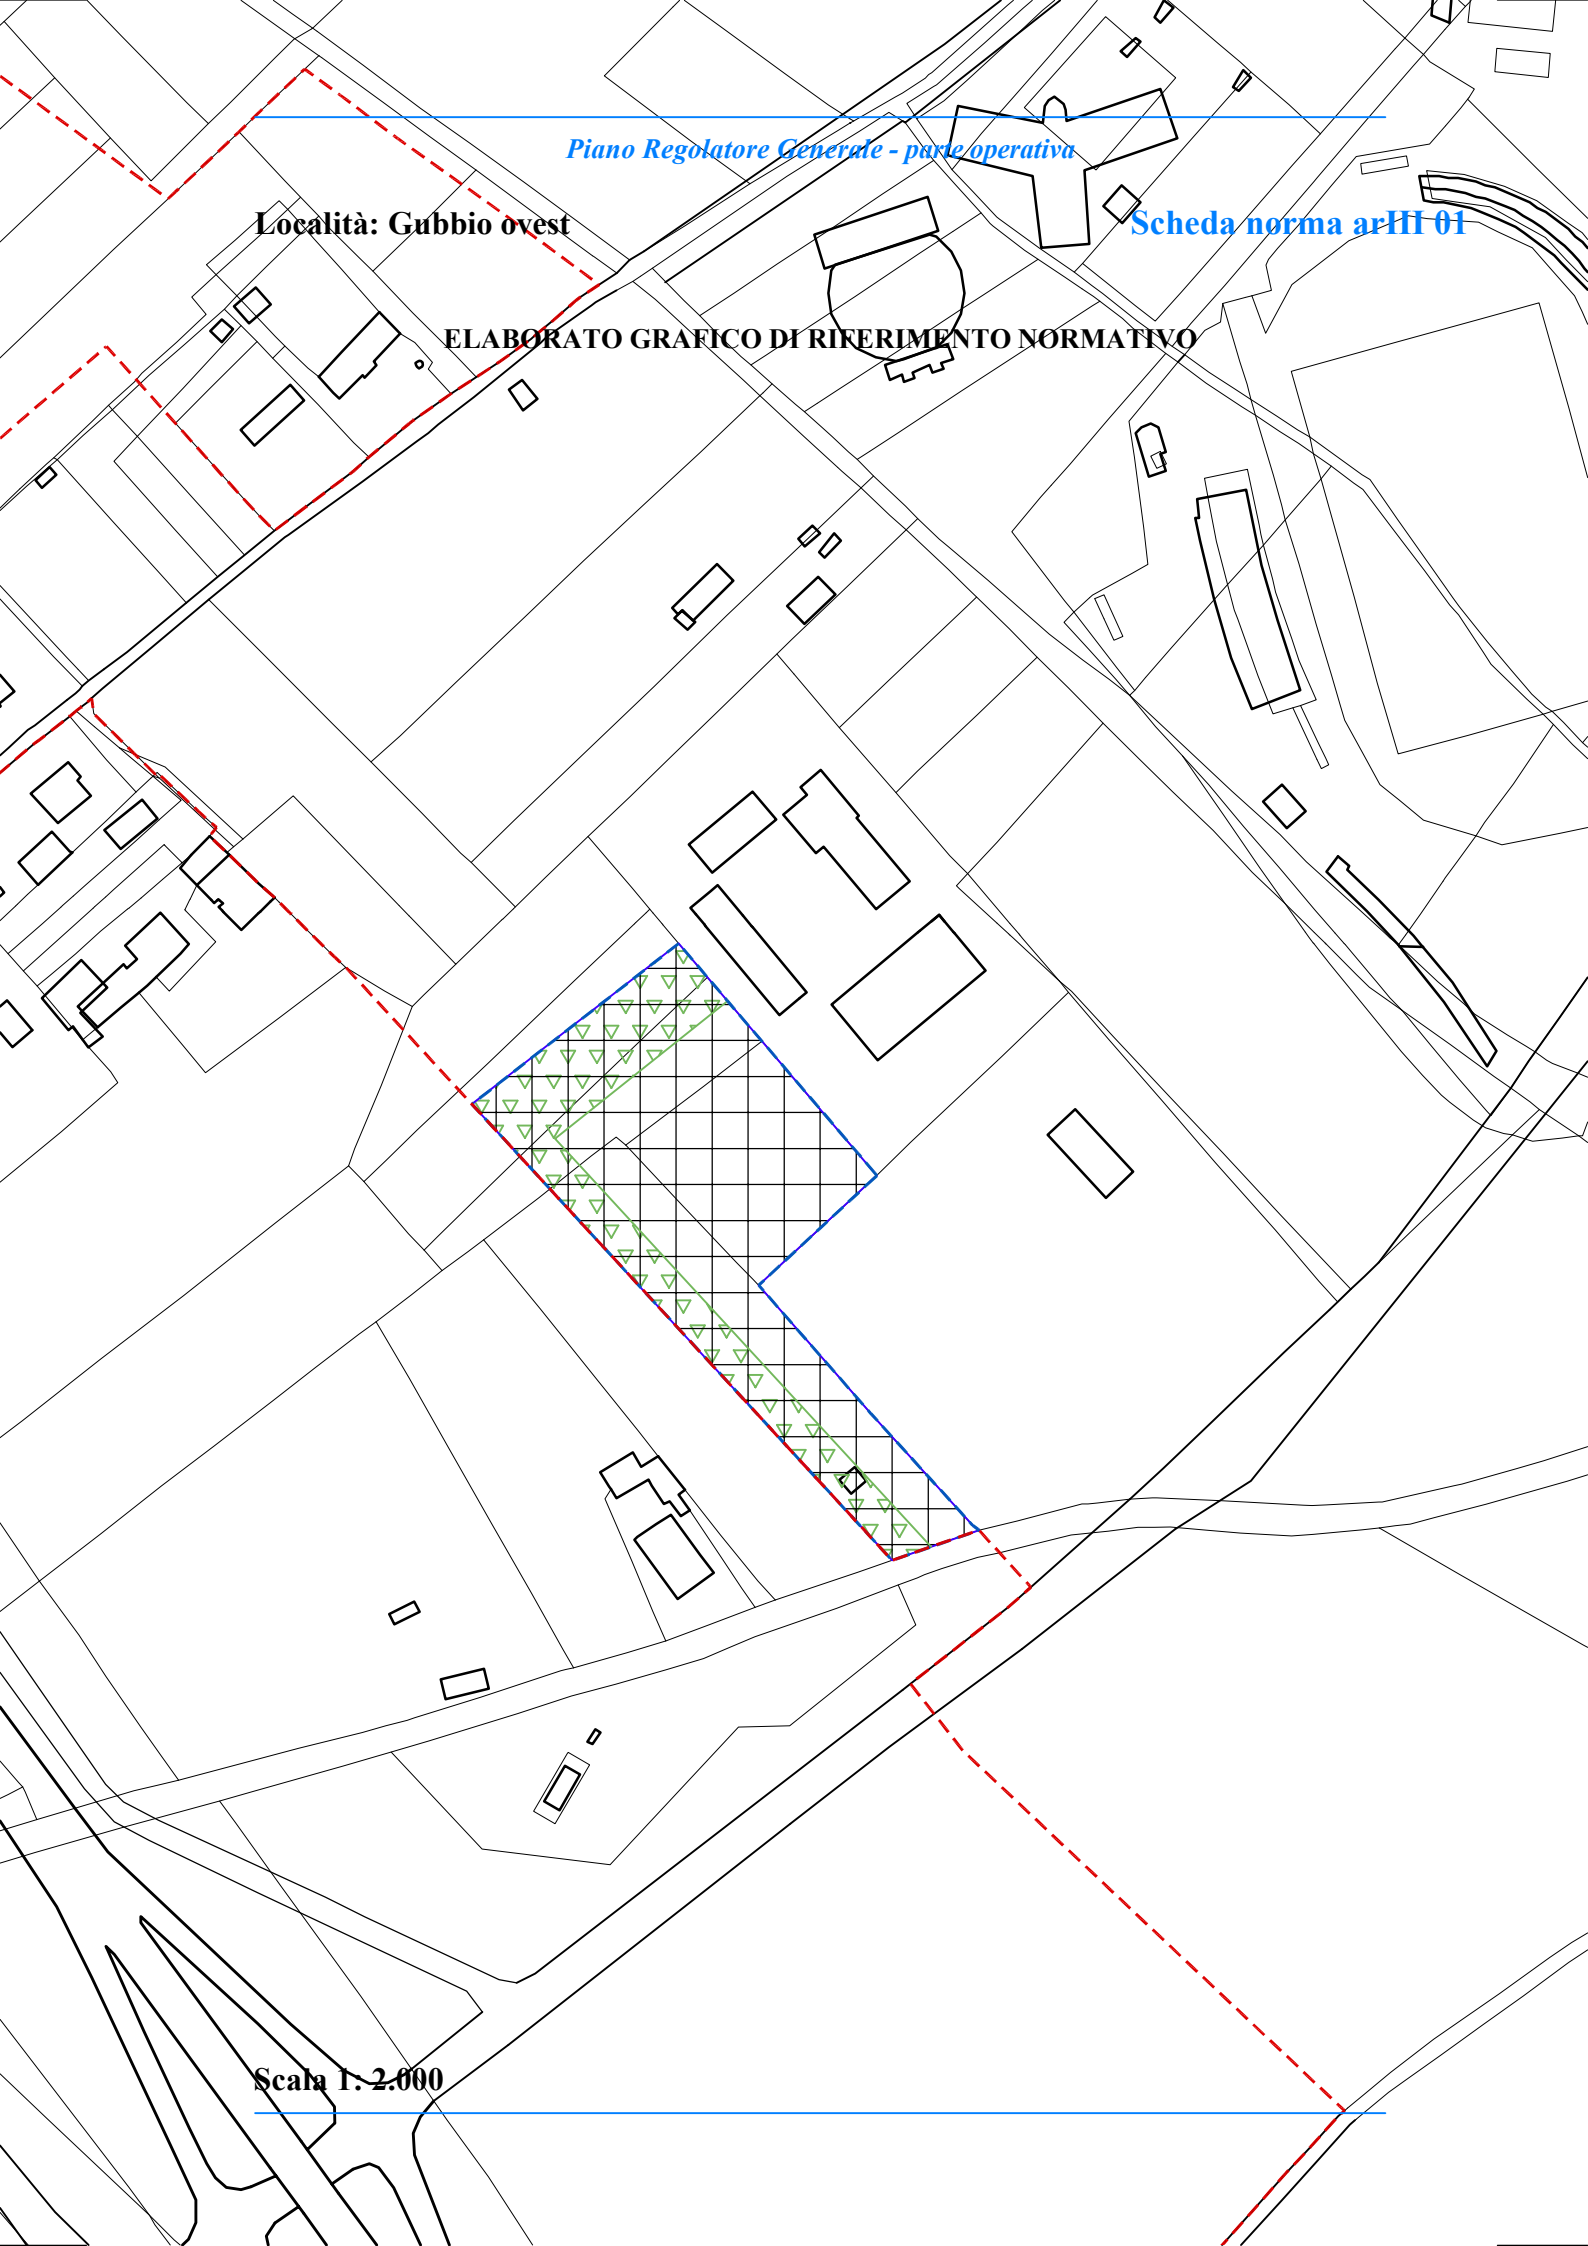 Piano Regolatore Generale - parte operativa
Località: Gubbio ovest
Scheda norma arIII 01
ELABORATO GRAFICO DI RIFERIMENTO NORMATIVO
Scala 1: 2.000